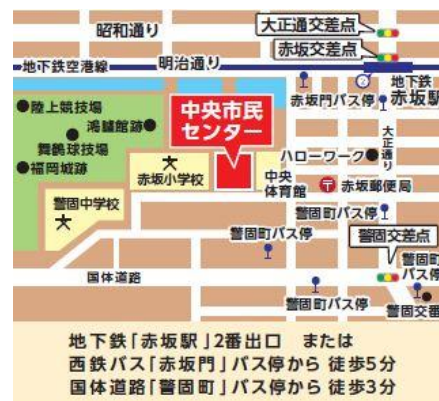 昭和通り
大正通交差点
赤坂交差点
地下鉄空港線
明治通り
2
地下鉄
赤坂駅
赤坂門バス停
陸上競技場
鴻臚館跡
舞鶴球技場
福岡城跡
中央市民
センター
大正通り
ハローワーク
赤坂小学校
中央
体育館
赤坂郵便局
警固中学校
警固町バス停
警固町バス停
警固交差点
国体道路
警固町
バス停
警固町バス停
警固交番
地下鉄「赤坂駅」2番出口 または
西鉄バス「赤坂門」バス停から 徒歩5分
国体道路「警固町」バス停から 徒歩3分